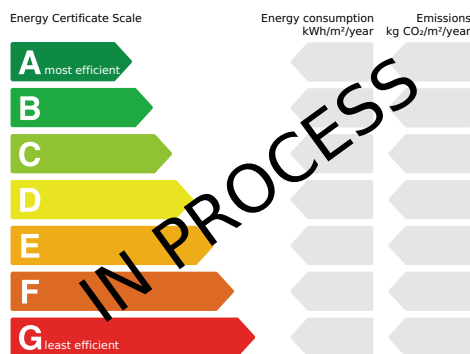 Energy Certificate Scale
Energy consumption
kWh/m²/year
Emissions
kg CO₂/m²/year
A most efficient
B
C
D
E
F
G least efficient
IN PROCESS